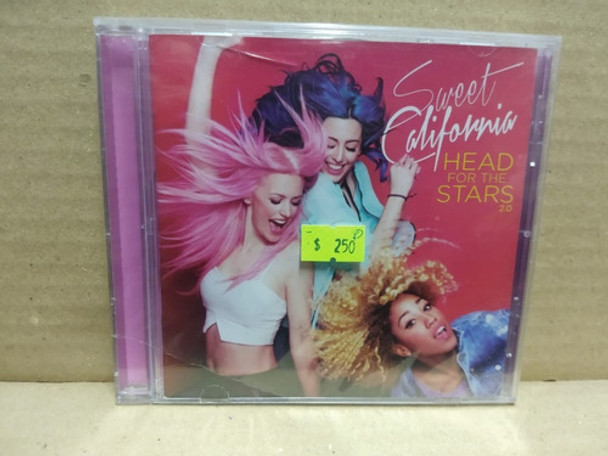 Sweet
California
HEAD
FOR THE
STARS
2.0
$ 250